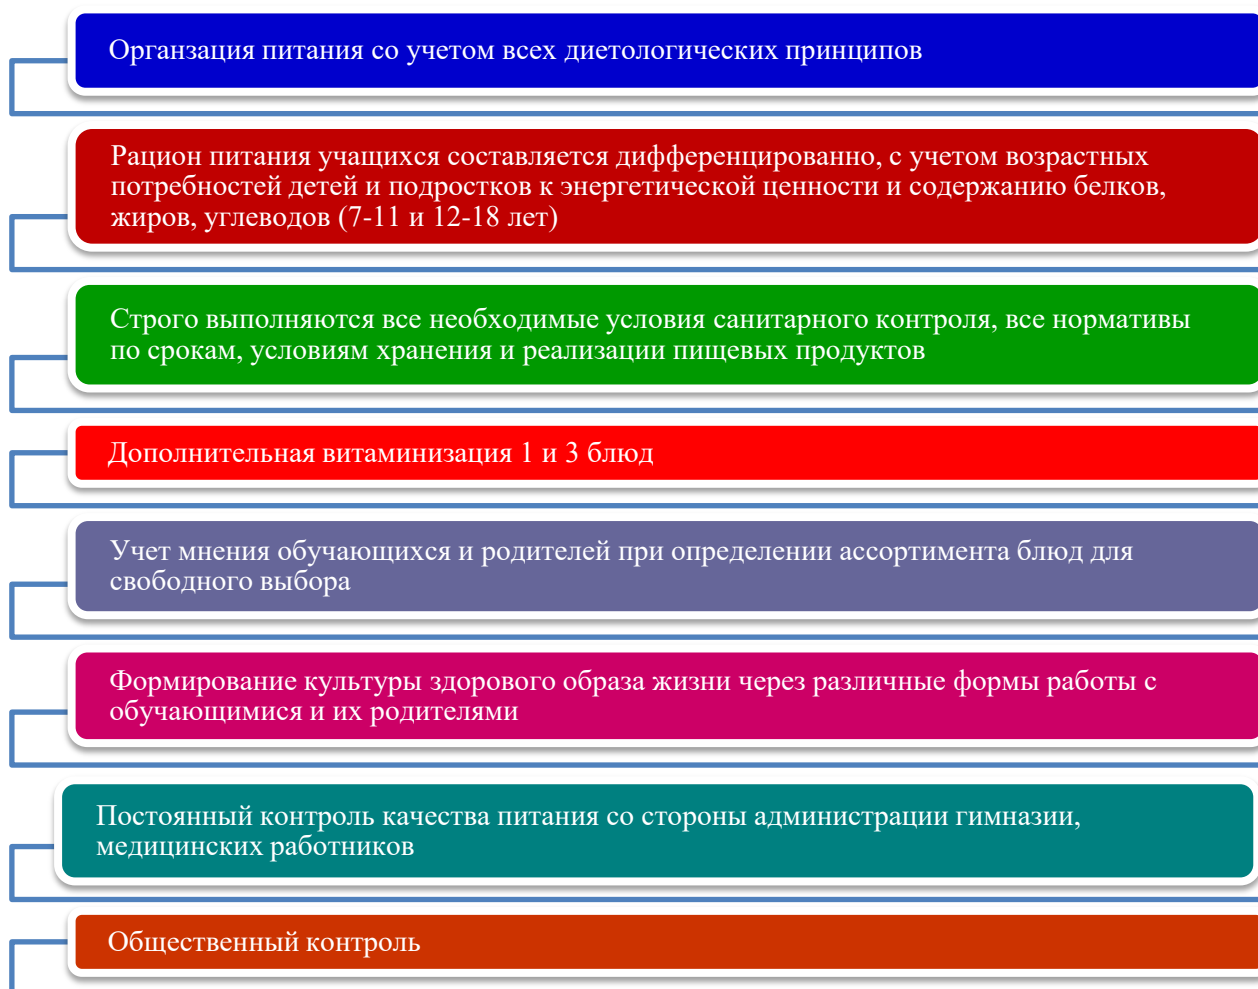 Органзация питания со учетом всех диетологических принципов
Рацион питания учащихся составляется дифференцированно, с учетом возрастных
потребностей детей и подростков к энергетической ценности и содержанию белков,
жиров, углеводов (7-11 и 12-18 лет)
Строго выполняются все необходимые условия санитарного контроля, все нормативы
по срокам, условиям хранения и реализации пищевых продуктов
Дополнительная витаминизация 1 и 3 блюд
Учет мнения обучающихся и родителей при определении ассортимента блюд для
свободного выбора
Формирование культуры здорового образа жизни через различные формы работы с
обучающимися и их родителями
Постоянный контроль качества питания со стороны администрации гимназии,
медицинских работников
Общественный контроль